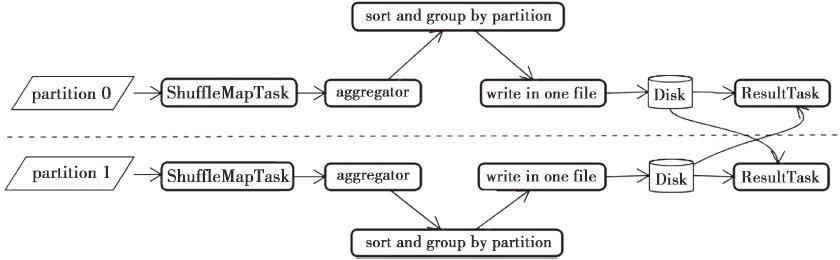 sort and group by partition
partition 0
ShuffleMapTask
aggregator
write in one file
Disk
ResultTask
partition 1
ShuffleMapTask
aggregator
write in one file
Disk
ResultTask
sort and group by partition